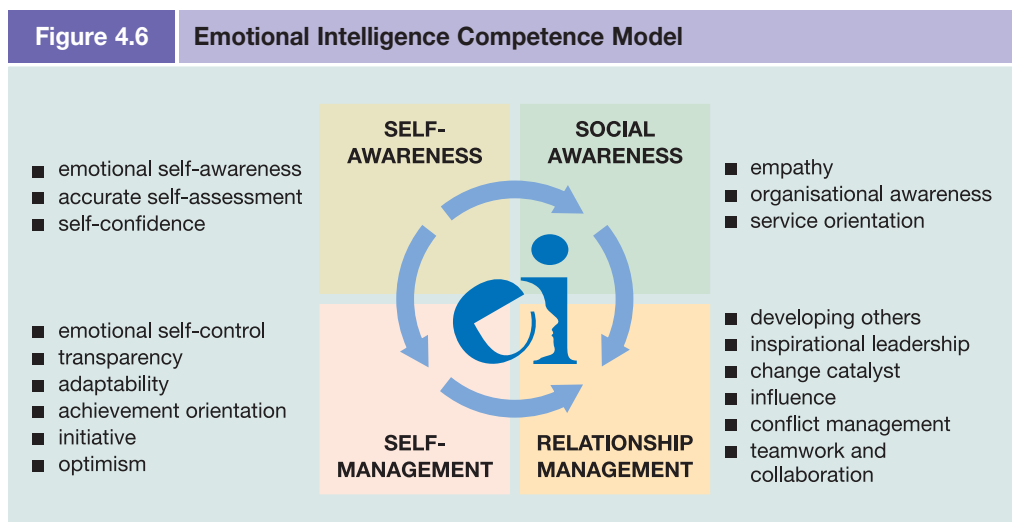 Figure 4.6
Emotional Intelligence Competence Model
SELF-
AWARENESS
■ emotional self-awareness
■ accurate self-assessment
■ self-confidence
SOCIAL
AWARENESS
■ empathy
■ organisational awareness
■ service orientation
ei
■ emotional self-control
■ transparency
■ adaptability
■ achievement orientation
■ initiative
■ optimism
SELF-
MANAGEMENT
RELATIONSHIP
MANAGEMENT
■ developing others
■ inspirational leadership
■ change catalyst
■ influence
■ conflict management
■ teamwork and
collaboration